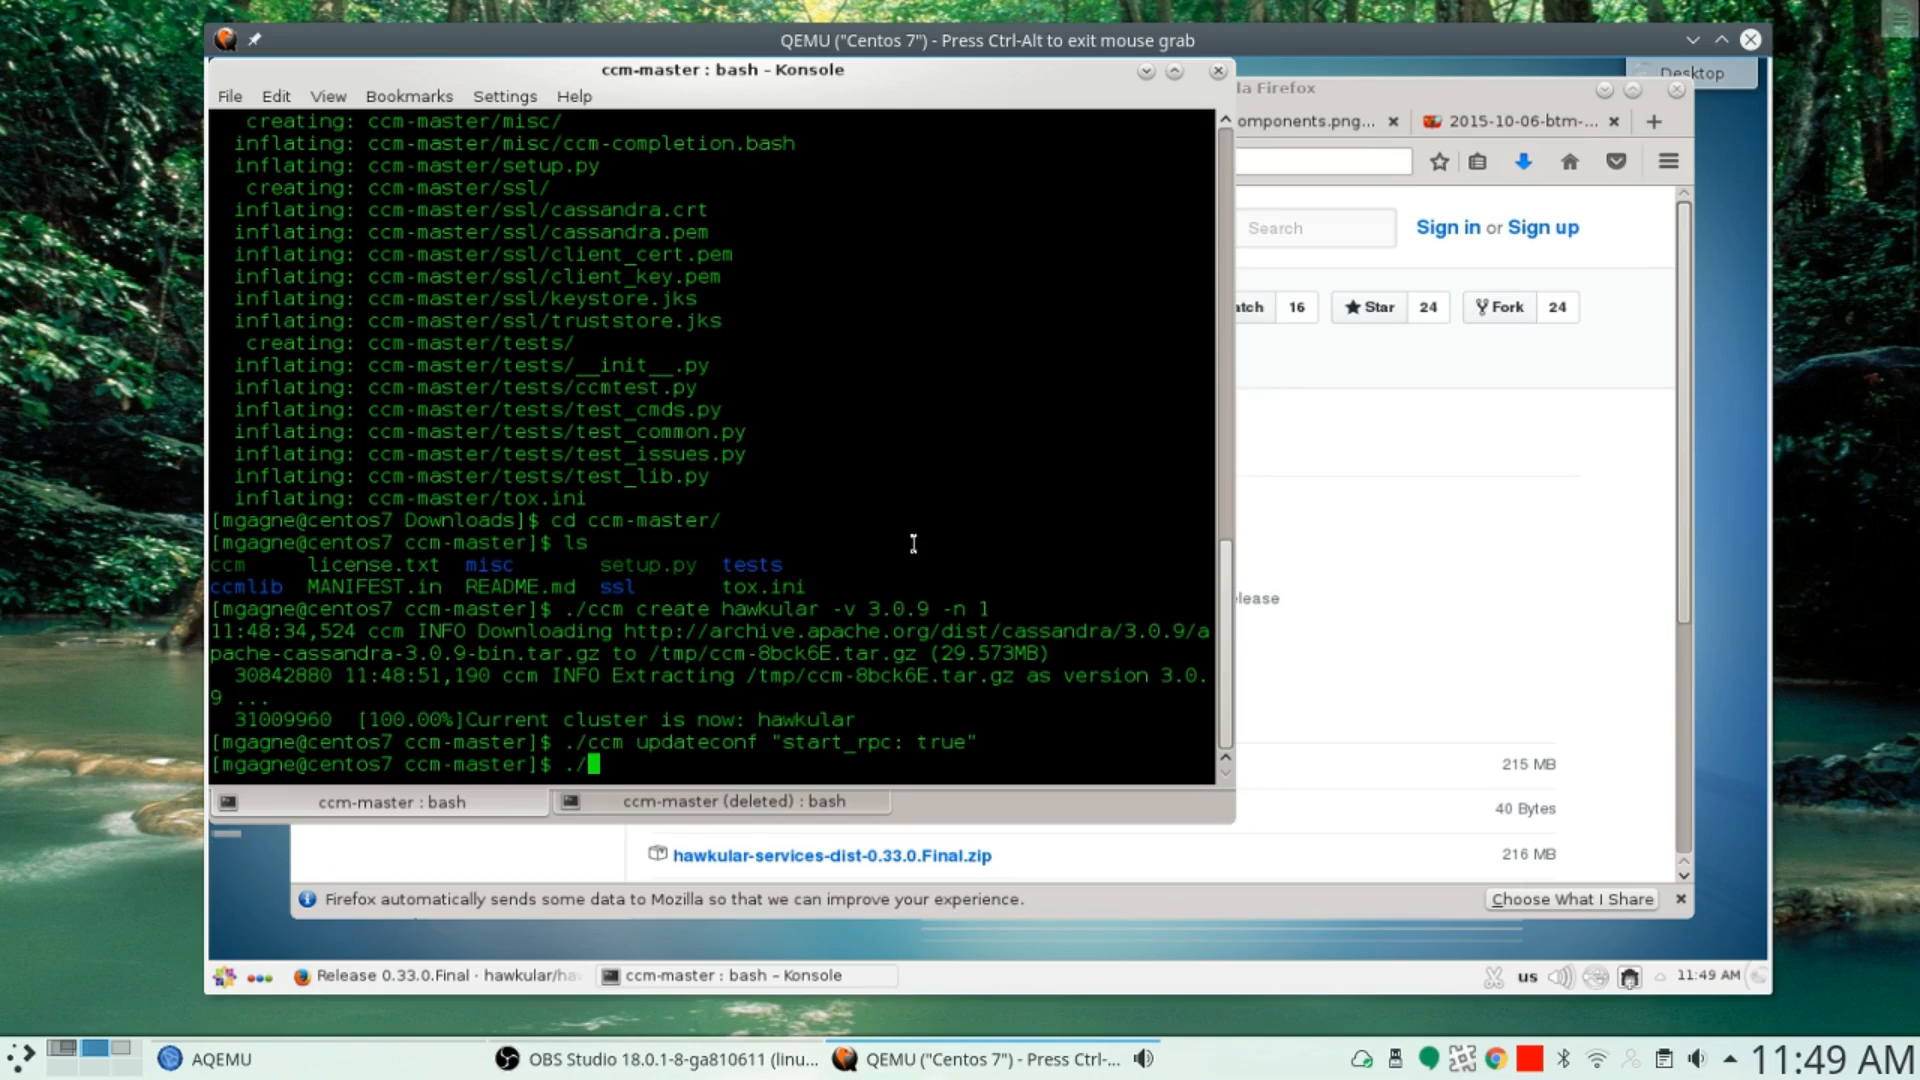 QEMU ("Centos 7") - Press Ctrl-Alt to exit mouse grab
Desktop
ccm-master : bash – Konsole
la Firefox
File Edit View Bookmarks Settings Help
omponents.png...
2015-10-06-btm-...
creating: ccm-master/misc/
inflating: ccm-master/misc/ccm-completion.bash
inflating: ccm-master/setup.py
creating: ccm-master/ssl/
inflating: ccm-master/ssl/cassandra.crt
inflating: ccm-master/ssl/cassandra.pem
inflating: ccm-master/ssl/client_cert.pem
inflating: ccm-master/ssl/client_key.pem
inflating: ccm-master/ssl/keystore.jks
inflating: ccm-master/ssl/truststore.jks
creating: ccm-master/tests/
inflating: ccm-master/tests/__init__.py
inflating: ccm-master/tests/ccmtest.py
inflating: ccm-master/tests/test_cmds.py
inflating: ccm-master/tests/test_common.py
inflating: ccm-master/tests/test_issues.py
inflating: ccm-master/tests/test_lib.py
inflating: ccm-master/tox.ini
[mgagne@centos7 Downloads]$ cd ccm-master/
[mgagne@centos7 ccm-master]$ ls
ccm license.txt misc setup.py tests
ccmlib MANIFEST.in README.md ssl tox.ini
[mgagne@centos7 ccm-master]$ ./ccm create hawkular -v 3.0.9 -n 1
11:48:34,524 ccm INFO Downloading http://archive.apache.org/dist/cassandra/3.0.9/a
pache-cassandra-3.0.9-bin.tar.gz to /tmp/ccm-8bck6E.tar.gz (29.573MB)
30842880 11:48:51,190 ccm INFO Extracting /tmp/ccm-8bck6E.tar.gz as version 3.0.
9 ...
31009960 [100.00%]Current cluster is now: hawkular
[mgagne@centos7 ccm-master]$ ./ccm updateconf "start_rpc: true"
[mgagne@centos7 ccm-master]$ ./
ccm-master : bash
ccm-master (deleted) : bash
Search
Sign in or Sign up
atch 16 Star 24 Fork 24
lease
215 MB
40 Bytes
hawkular-services-dist-0.33.0.Final.zip 216 MB
Firefox automatically sends some data to Mozilla so that we can improve your experience.
Choose What I Share
Release 0.33.0.Final · hawkular/ha
ccm-master : bash – Konsole
us
11:49 AM
AQEMU
OBS Studio 18.0.1-8-ga810611 (linu...
QEMU ("Centos 7") - Press Ctrl-...
11:49 AM